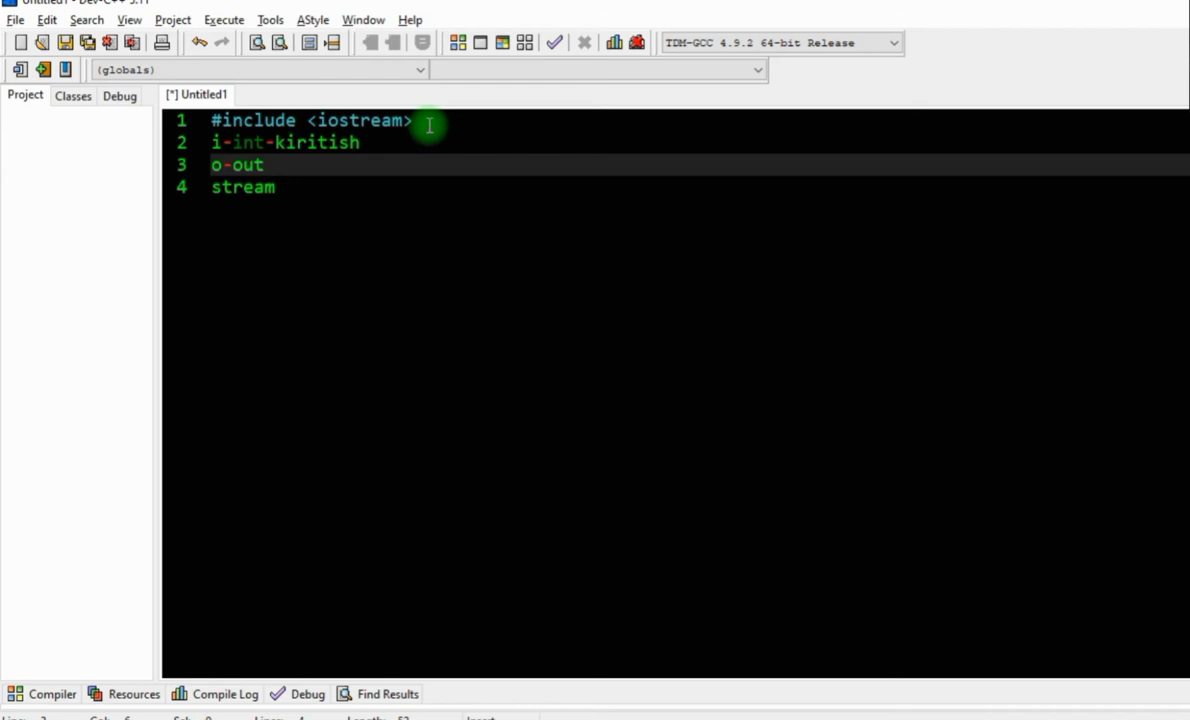 Untitled1 - Dev-C++ 5.11
File Edit Search View Project Execute Tools AStyle Window Help
TDM-GCC 4.9.2 64-bit Release
(globals)
Project Classes Debug [*] Untitled1
1 #include <iostream>
2 i-int-kiritish
3 o-out
4 stream
Compiler Resources Compile Log Debug Find Results